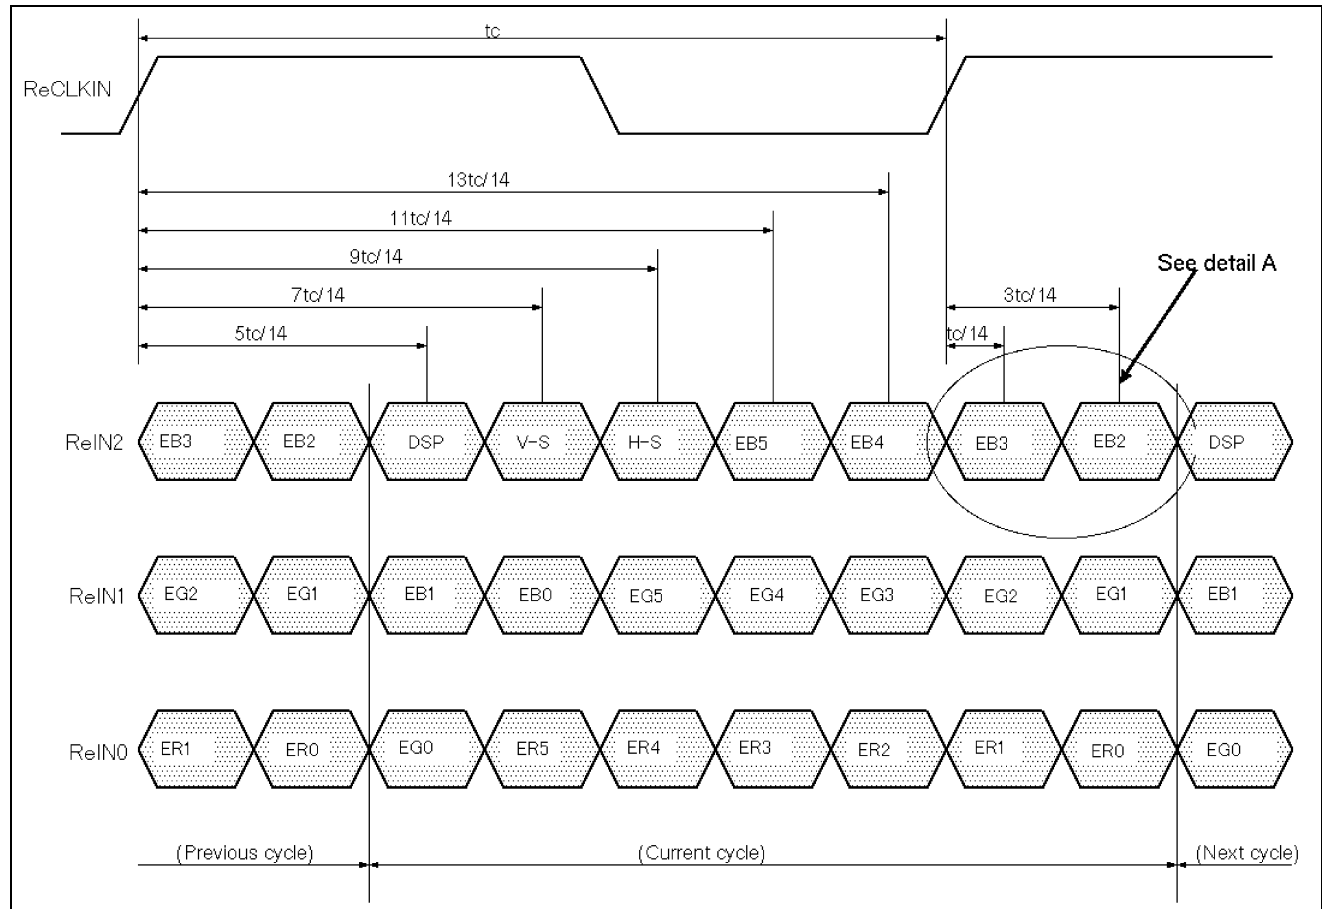 tc
ReCLKIN
13tc/14
11tc/14
9tc/14
See detail A
7tc/14
3tc/14
5tc/14
tc/14
ReIN2 EB3 EB2 DSP V-S H-S EB5 EB4 EB3 EB2 DSP
ReIN1 EG2 EG1 EB1 EB0 EG5 EG4 EG3 EG2 EG1 EB1
ReIN0 ER1 ER0 EG0 ER5 ER4 ER3 ER2 ER1 ER0 EG0
(Previous cycle) (Current cycle) (Next cycle)